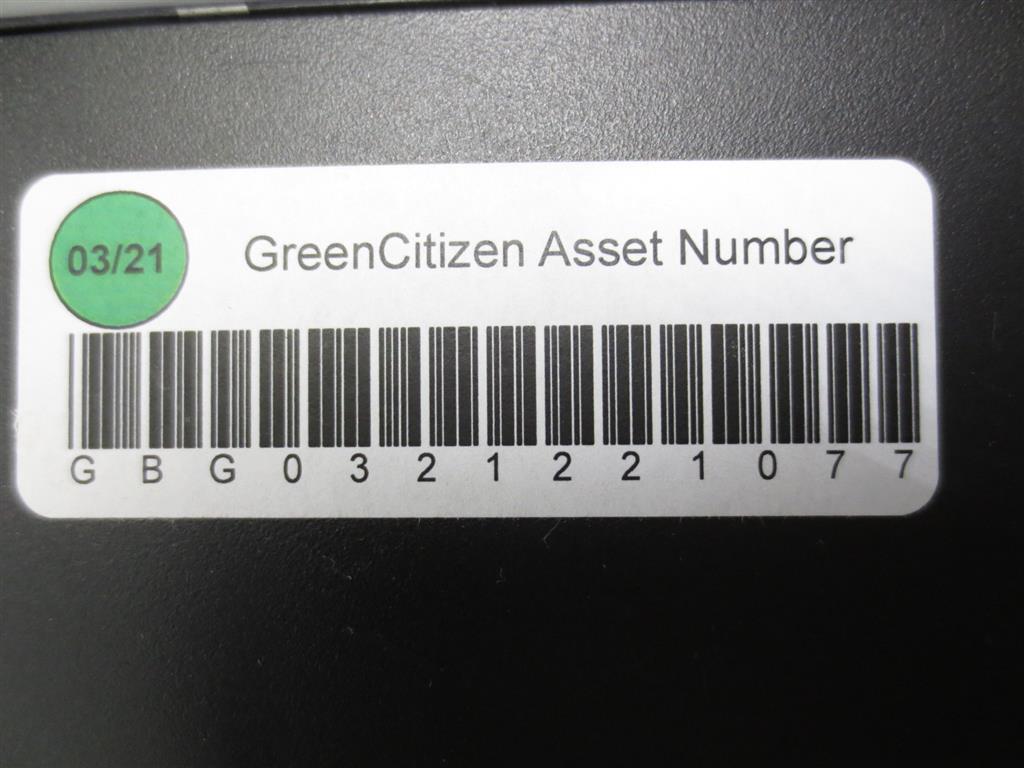 03/21
GreenCitizen Asset Number
G B G 0 3 2 1 2 2 1 0 7 7